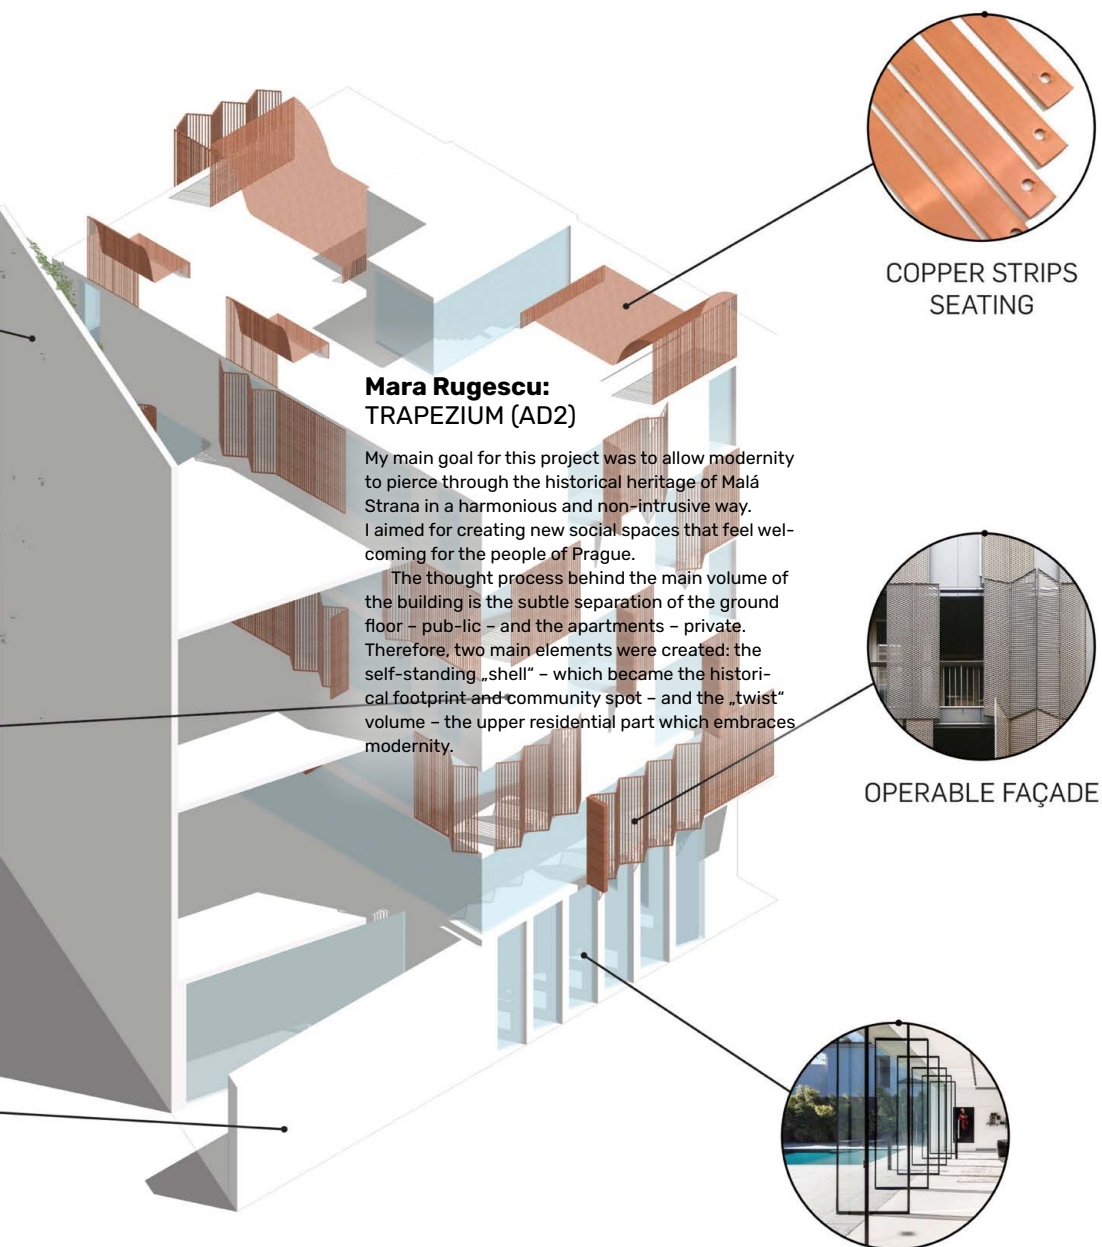 COPPER STRIPS
SEATING
Mara Rugescu:
TRAPEZIUM (AD2)
My main goal for this project was to allow modernity
to pierce through the historical heritage of Malá
Strana in a harmonious and non-intrusive way.
I aimed for creating new social spaces that feel wel-
coming for the people of Prague.
The thought process behind the main volume of
the building is the subtle separation of the ground
floor – pub-lic – and the apartments – private.
Therefore, two main elements were created: the
self-standing „shell“ – which became the histori-
cal footprint and community spot – and the „twist“
volume – the upper residential part which embraces
modernity.
OPERABLE FAÇADE